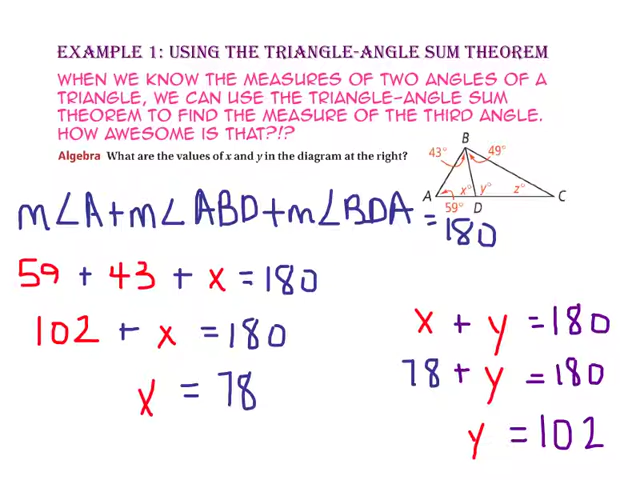 EXAMPLE 1: USING THE TRIANGLE-ANGLE SUM THEOREM
WHEN WE KNOW THE MEASURES OF TWO ANGLES OF A
TRIANGLE, WE CAN USE THE TRIANGLE-ANGLE SUM
THEOREM TO FIND THE MEASURE OF THE THIRD ANGLE.
HOW AWESOME IS THAT?!?
Algebra What are the values of x and y in the diagram at the right?
B
43° 49°
A x° y° z° C
59° D
m∠A+m∠ABD+m∠BDA =180
59 + 43 + x =180
102 + x =180
x = 78
x + y =180
78 + y =180
y =102